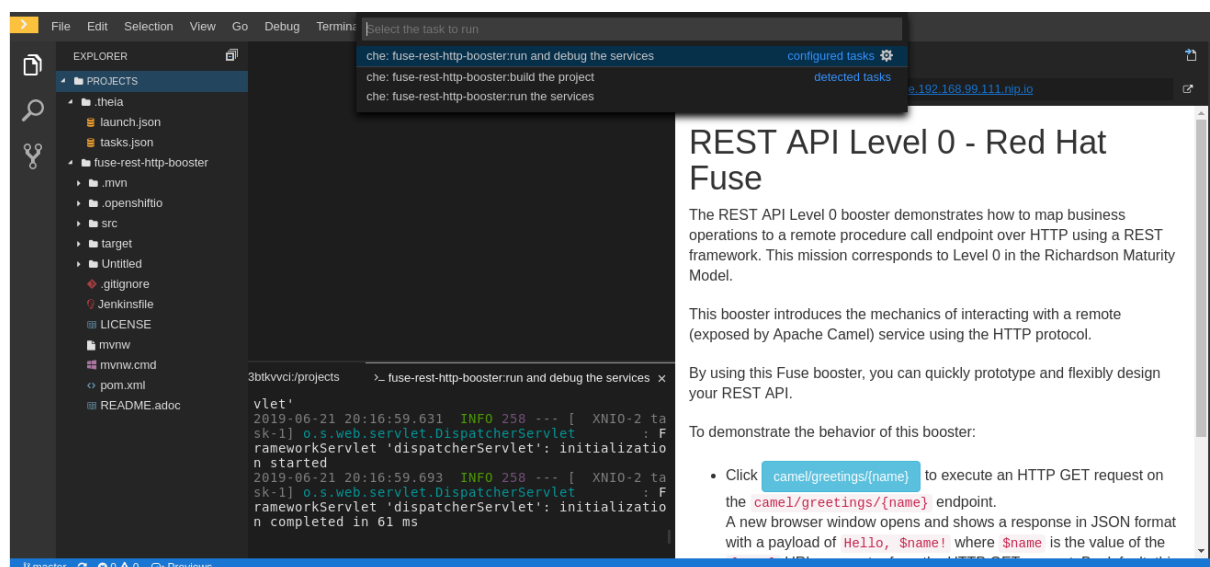 File Edit Selection View Go Debug Termina
Select the task to run
che: fuse-rest-http-booster:run and debug the services configured tasks
che: fuse-rest-http-booster:build the project detected tasks
che: fuse-rest-http-booster:run the services
EXPLORER
PROJECTS
.theia
launch.json
tasks.json
fuse-rest-http-booster
.mvn
.openshiftio
src
target
Untitled
.gitignore
Jenkinsfile
LICENSE
mvnw
mvnw.cmd
pom.xml
README.adoc
3btkvvci:/projects >_ fuse-rest-http-booster:run and debug the services ×
vlet'
2019-06-21 20:16:59.631 INFO 258 --- [ XNIO-2 ta
sk-1] o.s.web.servlet.DispatcherServlet : F
rameworkServlet 'dispatcherServlet': initializatio
n started
2019-06-21 20:16:59.693 INFO 258 --- [ XNIO-2 ta
sk-1] o.s.web.servlet.DispatcherServlet : F
rameworkServlet 'dispatcherServlet': initializatio
n completed in 61 ms
e.192.168.99.111.nip.io
REST API Level 0 - Red Hat
Fuse
The REST API Level 0 booster demonstrates how to map business
operations to a remote procedure call endpoint over HTTP using a REST
framework. This mission corresponds to Level 0 in the Richardson Maturity
Model.
This booster introduces the mechanics of interacting with a remote
(exposed by Apache Camel) service using the HTTP protocol.
By using this Fuse booster, you can quickly prototype and flexibly design
your REST API.
To demonstrate the behavior of this booster:
• Click camel/greetings/{name} to execute an HTTP GET request on
the camel/greetings/{name} endpoint.
A new browser window opens and shows a response in JSON format
with a payload of Hello, $name! where $name is the value of the
master 0 0 Previews